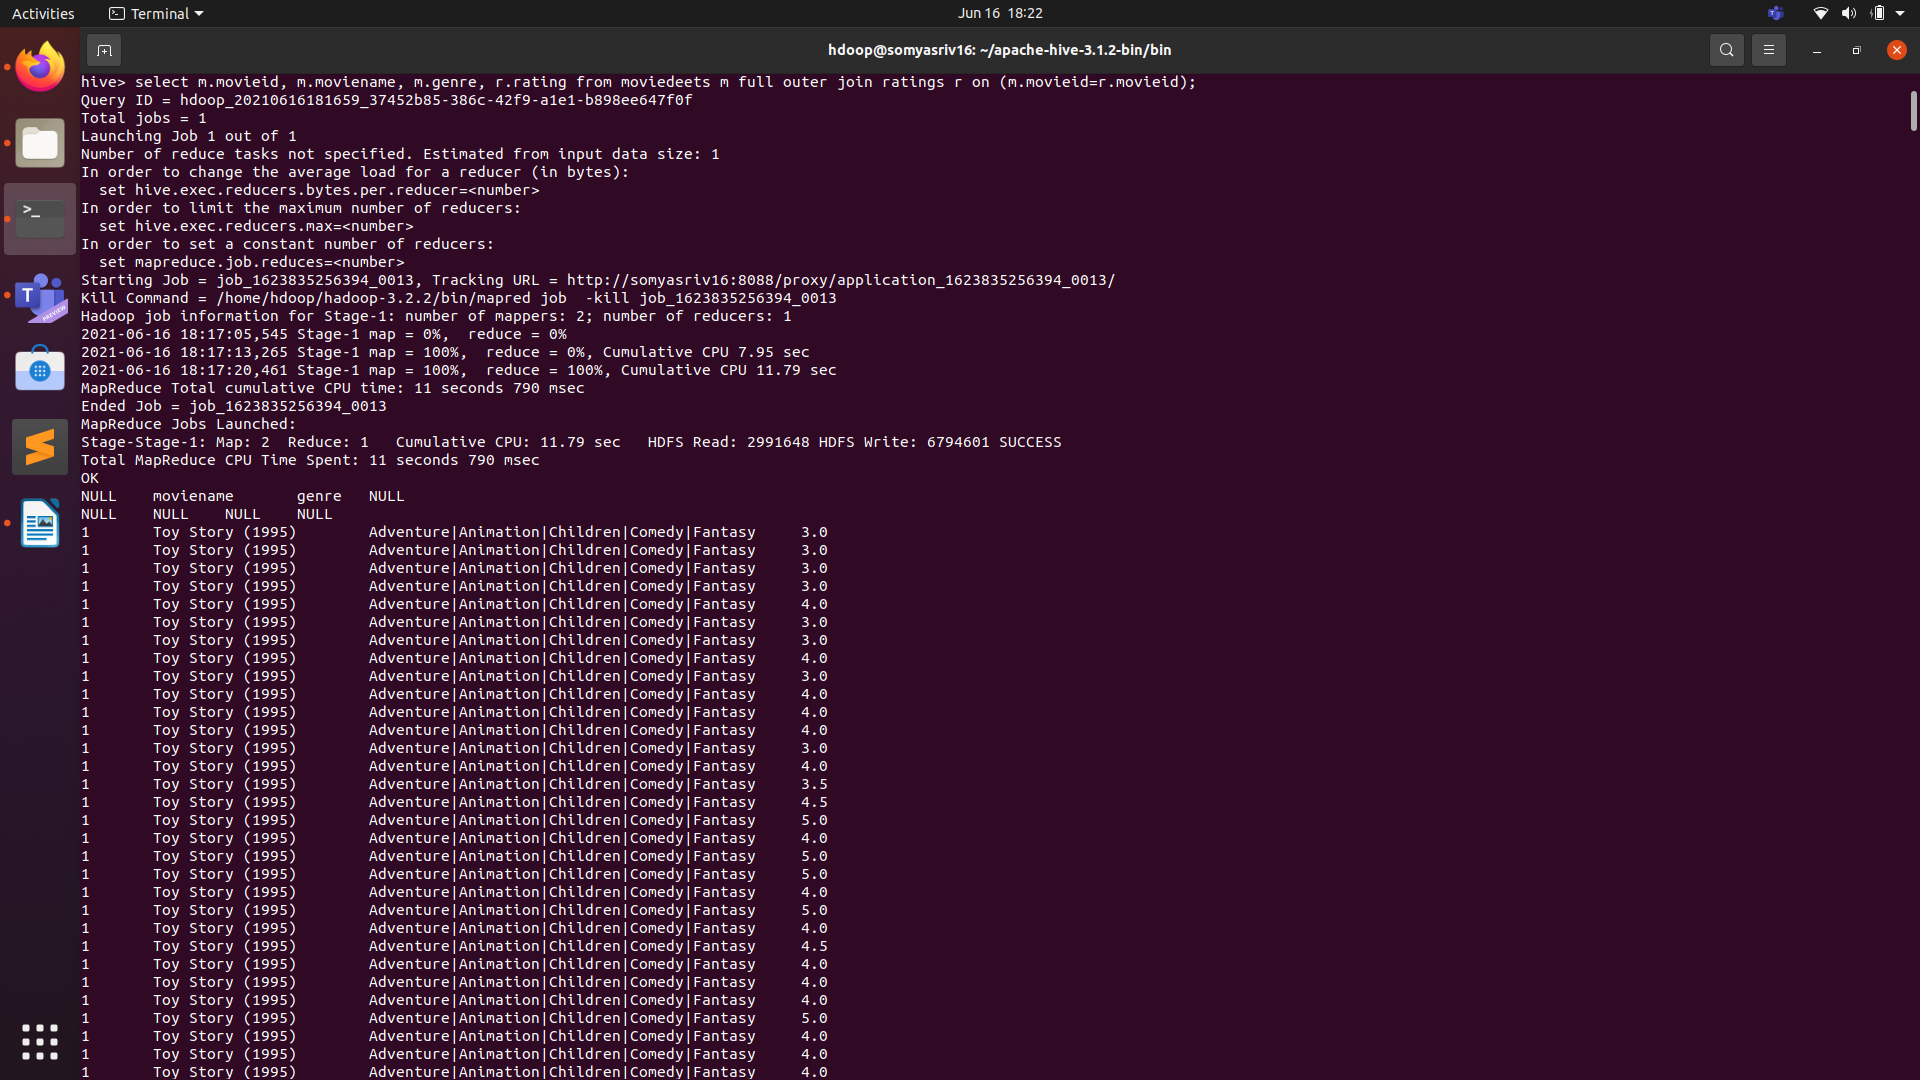 Activities
Terminal
Jun 16 18:22
hdoop@somyasriv16: ~/apache-hive-3.1.2-bin/bin
hive> select m.movieid, m.moviename, m.genre, r.rating from moviedeets m full outer join ratings r on (m.movieid=r.movieid);
Query ID = hdoop_20210616181659_37452b85-386c-42f9-a1e1-b898ee647f0f
Total jobs = 1
Launching Job 1 out of 1
Number of reduce tasks not specified. Estimated from input data size: 1
In order to change the average load for a reducer (in bytes):
  set hive.exec.reducers.bytes.per.reducer=<number>
In order to limit the maximum number of reducers:
  set hive.exec.reducers.max=<number>
In order to set a constant number of reducers:
  set mapreduce.job.reduces=<number>
Starting Job = job_1623835256394_0013, Tracking URL = http://somyasriv16:8088/proxy/application_1623835256394_0013/
Kill Command = /home/hdoop/hadoop-3.2.2/bin/mapred job  -kill job_1623835256394_0013
Hadoop job information for Stage-1: number of mappers: 2; number of reducers: 1
2021-06-16 18:17:05,545 Stage-1 map = 0%,  reduce = 0%
2021-06-16 18:17:13,265 Stage-1 map = 100%,  reduce = 0%, Cumulative CPU 7.95 sec
2021-06-16 18:17:20,461 Stage-1 map = 100%,  reduce = 100%, Cumulative CPU 11.79 sec
MapReduce Total cumulative CPU time: 11 seconds 790 msec
Ended Job = job_1623835256394_0013
MapReduce Jobs Launched:
Stage-Stage-1: Map: 2  Reduce: 1   Cumulative CPU: 11.79 sec   HDFS Read: 2991648 HDFS Write: 6794601 SUCCESS
Total MapReduce CPU Time Spent: 11 seconds 790 msec
OK
NULL    moviename       genre   NULL
NULL    NULL    NULL    NULL
1       Toy Story (1995)        Adventure|Animation|Children|Comedy|Fantasy     3.0
1       Toy Story (1995)        Adventure|Animation|Children|Comedy|Fantasy     3.0
1       Toy Story (1995)        Adventure|Animation|Children|Comedy|Fantasy     3.0
1       Toy Story (1995)        Adventure|Animation|Children|Comedy|Fantasy     3.0
1       Toy Story (1995)        Adventure|Animation|Children|Comedy|Fantasy     4.0
1       Toy Story (1995)        Adventure|Animation|Children|Comedy|Fantasy     3.0
1       Toy Story (1995)        Adventure|Animation|Children|Comedy|Fantasy     3.0
1       Toy Story (1995)        Adventure|Animation|Children|Comedy|Fantasy     4.0
1       Toy Story (1995)        Adventure|Animation|Children|Comedy|Fantasy     3.0
1       Toy Story (1995)        Adventure|Animation|Children|Comedy|Fantasy     4.0
1       Toy Story (1995)        Adventure|Animation|Children|Comedy|Fantasy     4.0
1       Toy Story (1995)        Adventure|Animation|Children|Comedy|Fantasy     4.0
1       Toy Story (1995)        Adventure|Animation|Children|Comedy|Fantasy     3.0
1       Toy Story (1995)        Adventure|Animation|Children|Comedy|Fantasy     4.0
1       Toy Story (1995)        Adventure|Animation|Children|Comedy|Fantasy     3.5
1       Toy Story (1995)        Adventure|Animation|Children|Comedy|Fantasy     4.5
1       Toy Story (1995)        Adventure|Animation|Children|Comedy|Fantasy     5.0
1       Toy Story (1995)        Adventure|Animation|Children|Comedy|Fantasy     4.0
1       Toy Story (1995)        Adventure|Animation|Children|Comedy|Fantasy     5.0
1       Toy Story (1995)        Adventure|Animation|Children|Comedy|Fantasy     5.0
1       Toy Story (1995)        Adventure|Animation|Children|Comedy|Fantasy     4.0
1       Toy Story (1995)        Adventure|Animation|Children|Comedy|Fantasy     5.0
1       Toy Story (1995)        Adventure|Animation|Children|Comedy|Fantasy     4.0
1       Toy Story (1995)        Adventure|Animation|Children|Comedy|Fantasy     4.5
1       Toy Story (1995)        Adventure|Animation|Children|Comedy|Fantasy     4.0
1       Toy Story (1995)        Adventure|Animation|Children|Comedy|Fantasy     4.0
1       Toy Story (1995)        Adventure|Animation|Children|Comedy|Fantasy     4.0
1       Toy Story (1995)        Adventure|Animation|Children|Comedy|Fantasy     5.0
1       Toy Story (1995)        Adventure|Animation|Children|Comedy|Fantasy     4.0
1       Toy Story (1995)        Adventure|Animation|Children|Comedy|Fantasy     4.0
1       Toy Story (1995)        Adventure|Animation|Children|Comedy|Fantasy     4.0
>_
T
PREVIEW